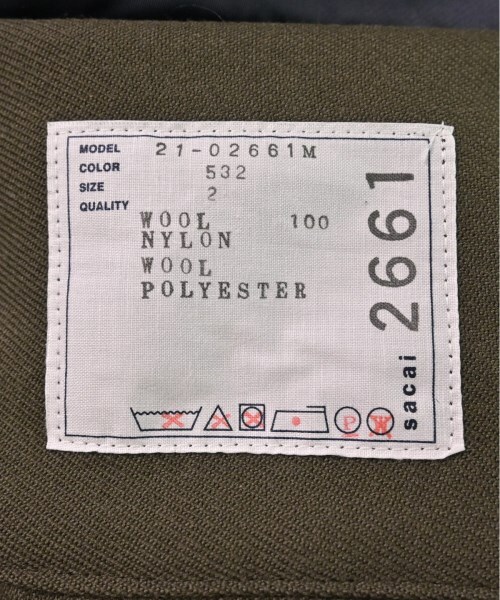 MODEL 21-02661M
COLOR 532
SIZE 2
QUALITY
WOOL 100
NYLON
WOOL
POLYESTER
P W
sacai 2661